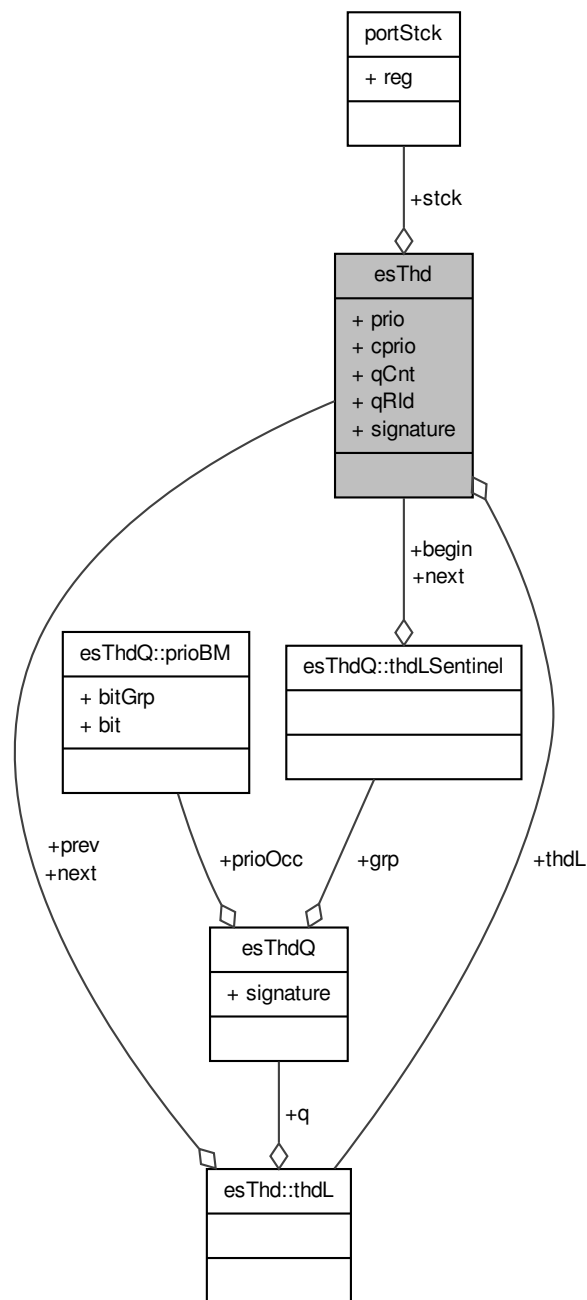 portStck
+ reg
+stck
esThd
+ prio
+ cprio
+ qCnt
+ qRld
+ signature
+begin
+next
esThdQ::prioBM
+ bitGrp
+ bit
esThdQ::thdLSentinel
+prev
+next
+prioOcc
+grp
+thdL
esThdQ
+ signature
+q
esThd::thdL